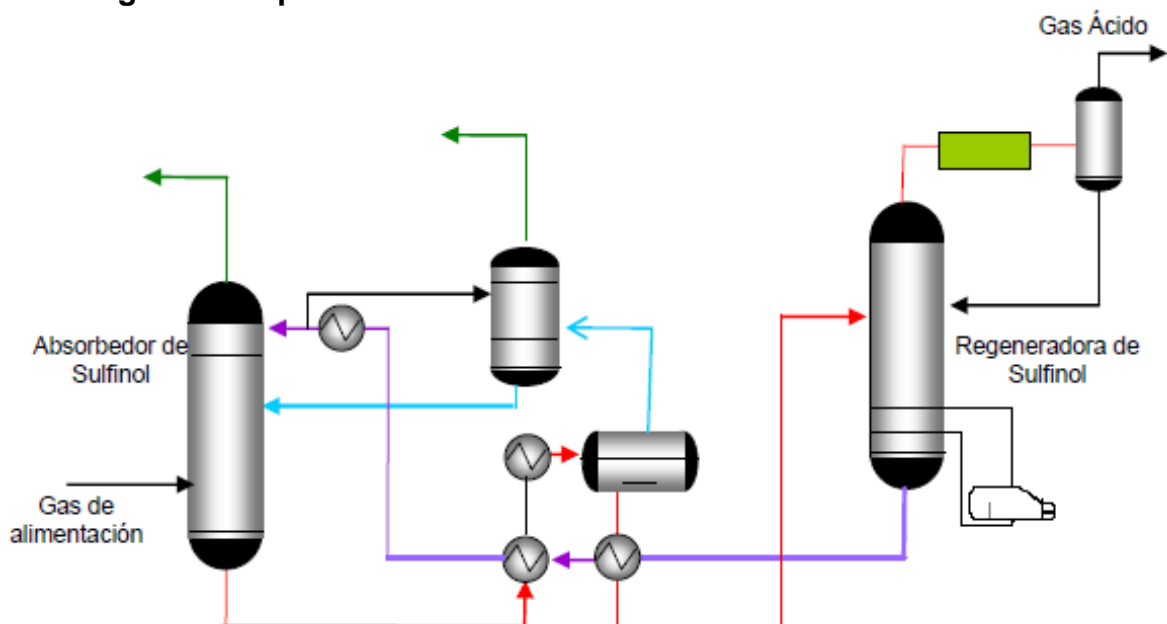 Gas Ácido
Absorbedor de
Sulfinol
Regeneradora de
Sulfinol
Gas de
alimentación